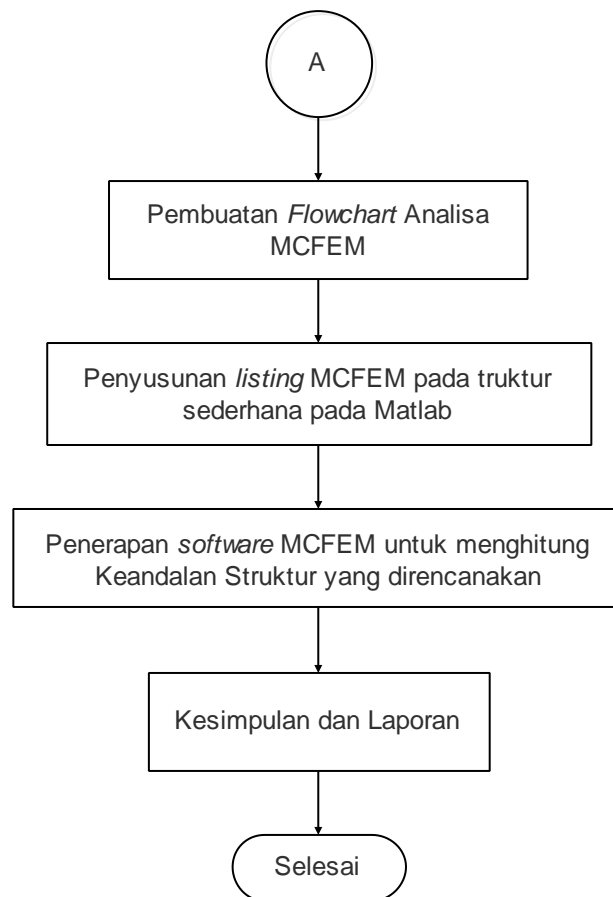 A
Pembuatan Flowchart Analisa
MCFEM
Penyusunan listing MCFEM pada truktur
sederhana pada Matlab
Penerapan software MCFEM untuk menghitung
Keandalan Struktur yang direncanakan
Kesimpulan dan Laporan
Selesai